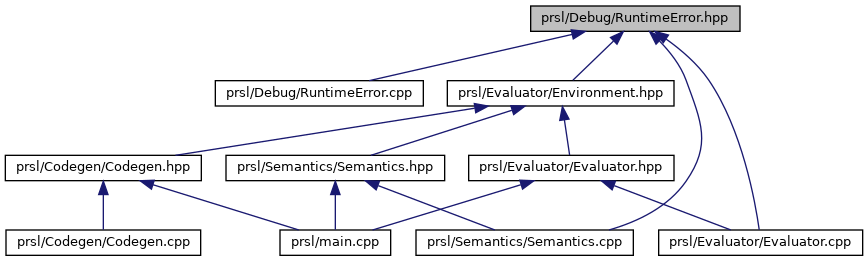 prsl/Debug/RuntimeError.hpp
prsl/Debug/RuntimeError.cpp
prsl/Evaluator/Environment.hpp
prsl/Codegen/Codegen.hpp
prsl/Semantics/Semantics.hpp
prsl/Evaluator/Evaluator.hpp
prsl/Codegen/Codegen.cpp
prsl/main.cpp
prsl/Semantics/Semantics.cpp
prsl/Evaluator/Evaluator.cpp